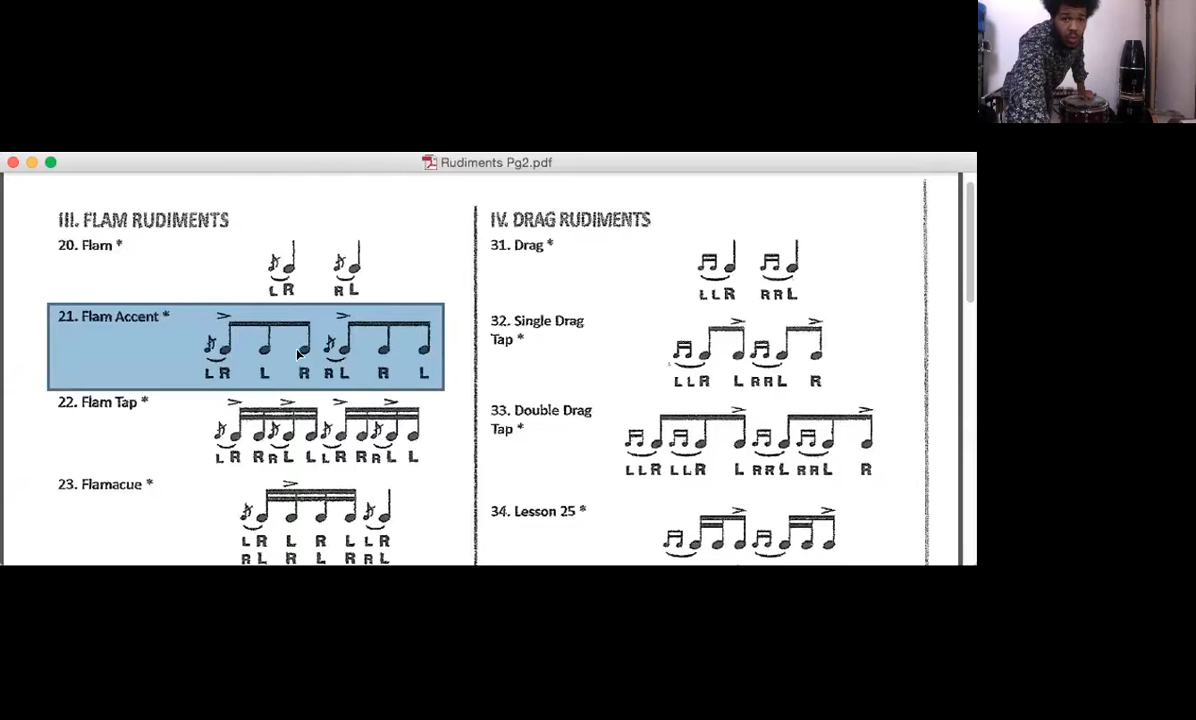 Rudiments Pg2.pdf
III. FLAM RUDIMENTS
20. Flam *
L R R L
21. Flam Accent *
L R L R R L R L
22. Flam Tap *
L R R R L L L R R R L L
23. Flamacue *
L R L R L L R
R L R L R R L
IV. DRAG RUDIMENTS
31. Drag *
L L R R R L
32. Single Drag
Tap *
L L R L R R L R
33. Double Drag
Tap *
L L R L L R L R R L R R L R
34. Lesson 25 *